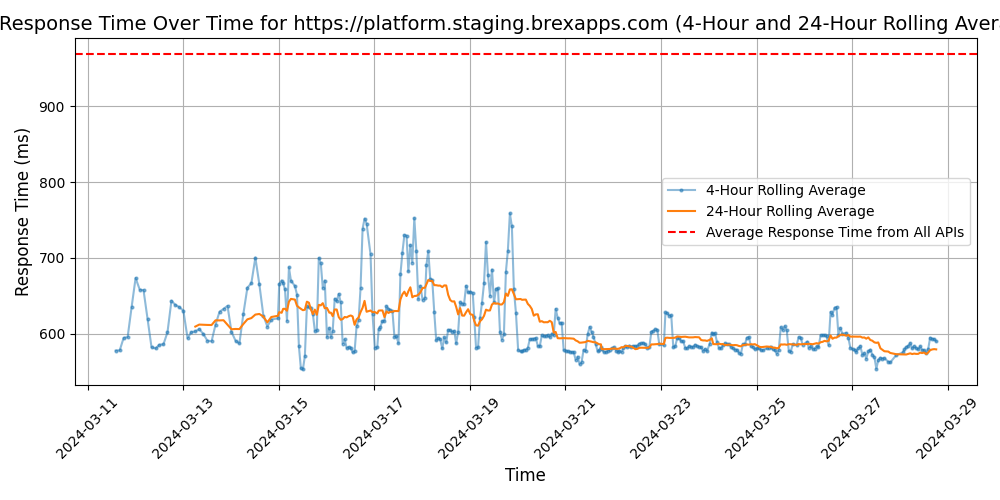 Response Time Over Time for https://platform.staging.brexapps.com (4-Hour and 24-Hour Rolling Aver
Response Time (ms)
900
800
700
600
4-Hour Rolling Average
24-Hour Rolling Average
Average Response Time from All APIs
2024-03-11
2024-03-13
2024-03-15
2024-03-17
2024-03-19
2024-03-21
2024-03-23
2024-03-25
2024-03-27
2024-03-29
Time